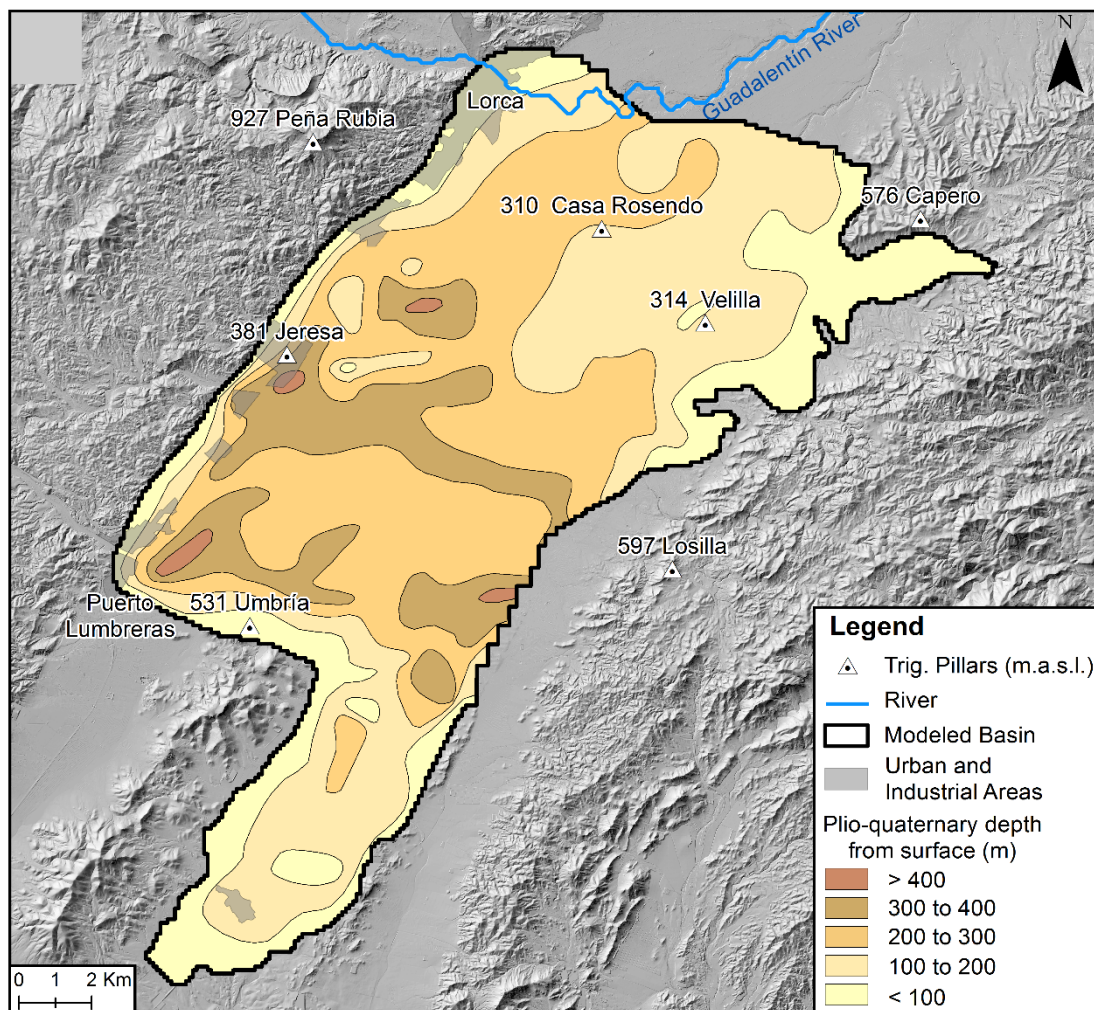 N
Guadalentín River
Lorca
927 Peña Rubia
576 Capero
310 Casa Rosendo
314 Velilla
381 Jeresa
597 Losilla
Puerto
Lumbreras
531 Umbría
Legend
Trig. Pillars (m.a.s.l.)
River
Modeled Basin
Urban and
Industrial Areas
Plio-quaternary depth
from surface (m)
> 400
300 to 400
200 to 300
100 to 200
< 100
0 1 2 Km